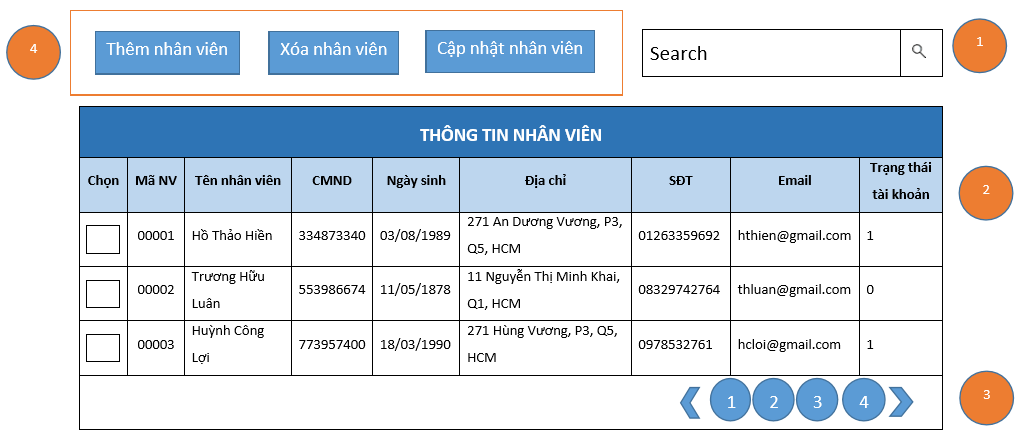 4
Thêm nhân viên
Xóa nhân viên
Cập nhật nhân viên
Search
1
THÔNG TIN NHÂN VIÊN
Chọn Mã NV Tên nhân viên CMND Ngày sinh Địa chỉ SĐT Email Trạng thái
tài khoản
2
00001 Hồ Thảo Hiền 334873340 03/08/1989 271 An Dương Vương, P3,
Q5, HCM 01263359692 hthien@gmail.com 1
00002 Trương Hữu
Luân 553986674 11/05/1878 11 Nguyễn Thị Minh Khai,
Q1, HCM 08329742764 thluan@gmail.com 0
00003 Huỳnh Công
Lợi 773957400 18/03/1990 271 Hùng Vương, P3, Q5,
HCM 0978532761 hcloi@gmail.com 1
1 2 3 4
3